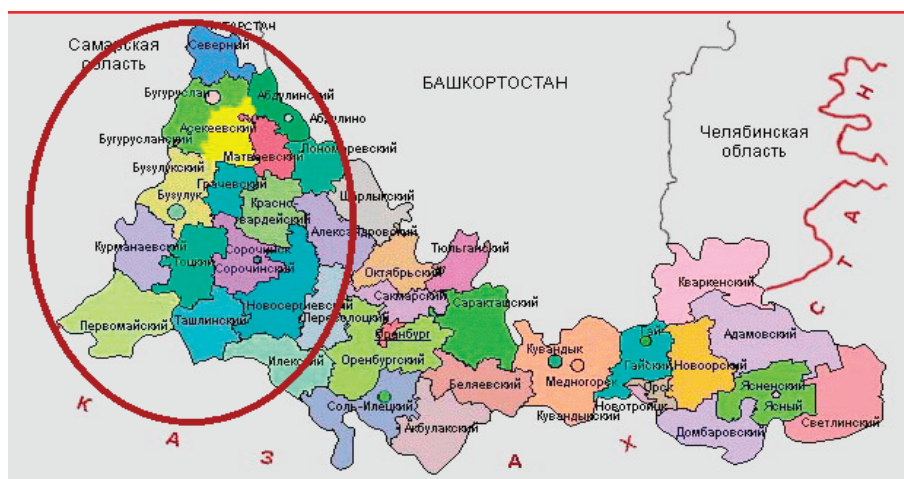 ТАРСТАН
Самарская
область
Северный
БАШКОРТОСТАН
Челябинская
область
Бугуруслан
Абдулинский
Абдулино
Асекеевский
Бугурусланский
Матвеевский
Пономаревский
Бузулукский
Грачевский
Шарлыкский
Бузулук
Красно
гвардейский
Александровский
Тюльганский
Курманаевский
Тоцкий
Сорочинск
Сорочинский
Октябрьский
Кваркенский
Сакмарский
Саракташский
Новосергиевский
Переволоцкий
Первомайский
Ташлинский
Оренбург
Оренбургский
Гай
Адамовский
Кувандык
Гайский
Новоорский
Илекский
Медногорск
Беляевский
Орск
Ясненский
Ясный
Соль-Илецкий
Новотроицк
Кувандыкский
Акбулакский
Домбаровский
Светлинский
К А З А Х С Т А Н